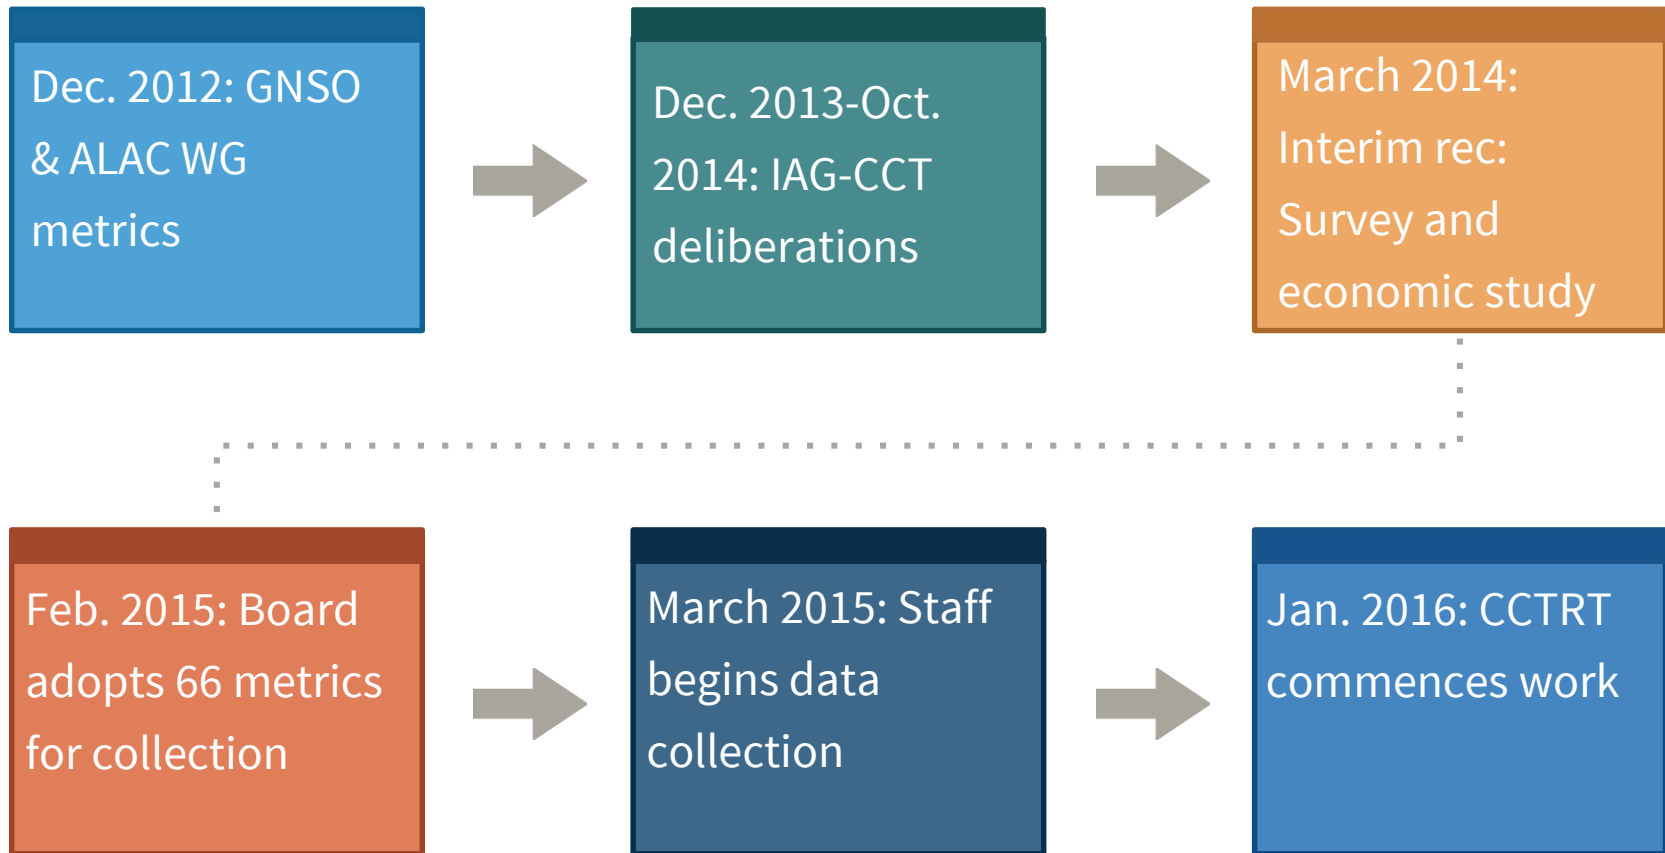 Dec. 2012: GNSO
& ALAC WG
metrics
Dec. 2013-Oct.
2014: IAG-CCT
deliberations
March 2014:
Interim rec:
Survey and
economic study
Feb. 2015: Board
adopts 66 metrics
for collection
March 2015: Staff
begins data
collection
Jan. 2016: CCTRT
commences work